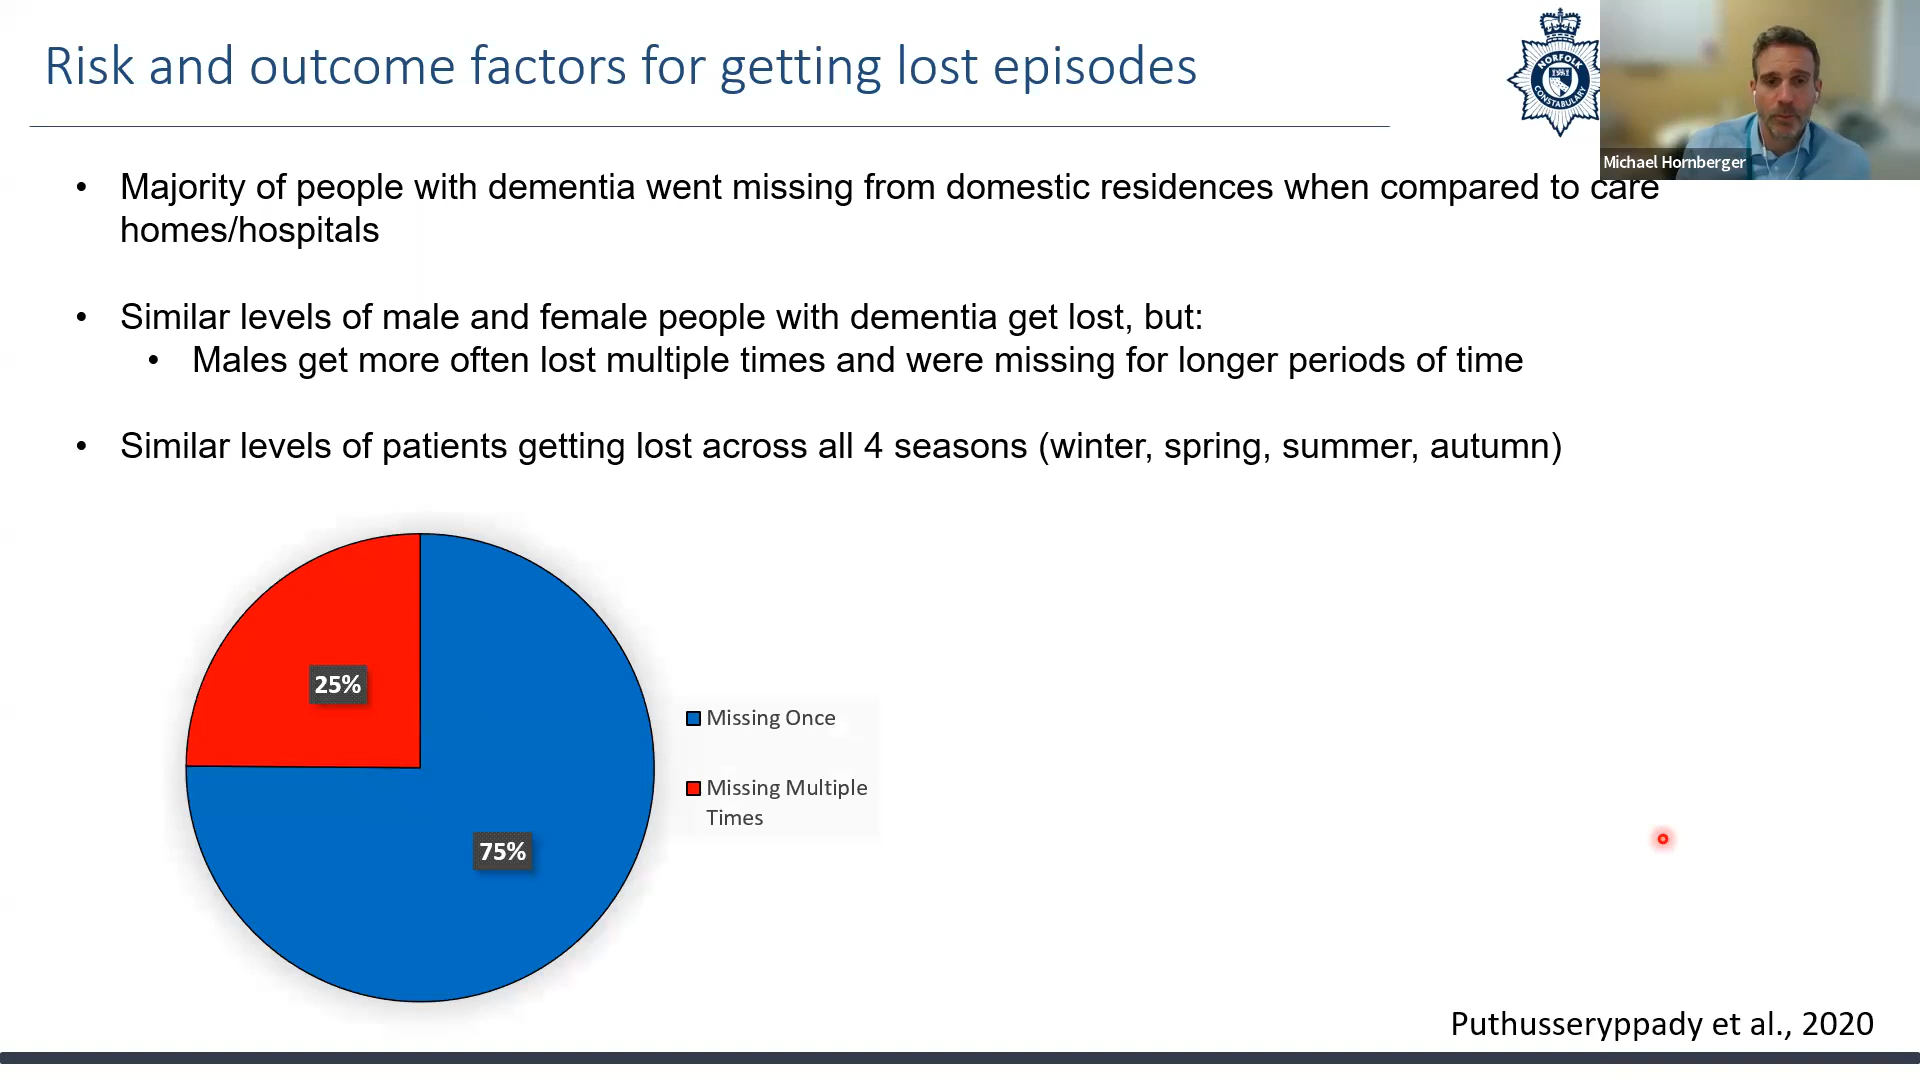 Risk and outcome factors for getting lost episodes
NORFOLK
CONSTABULARY
Michael Hornberger
• Majority of people with dementia went missing from domestic residences when compared to care
homes/hospitals
• Similar levels of male and female people with dementia get lost, but:
• Males get more often lost multiple times and were missing for longer periods of time
• Similar levels of patients getting lost across all 4 seasons (winter, spring, summer, autumn)
25%
75%
Missing Once
Missing Multiple
Times
Puthusseryppady et al., 2020